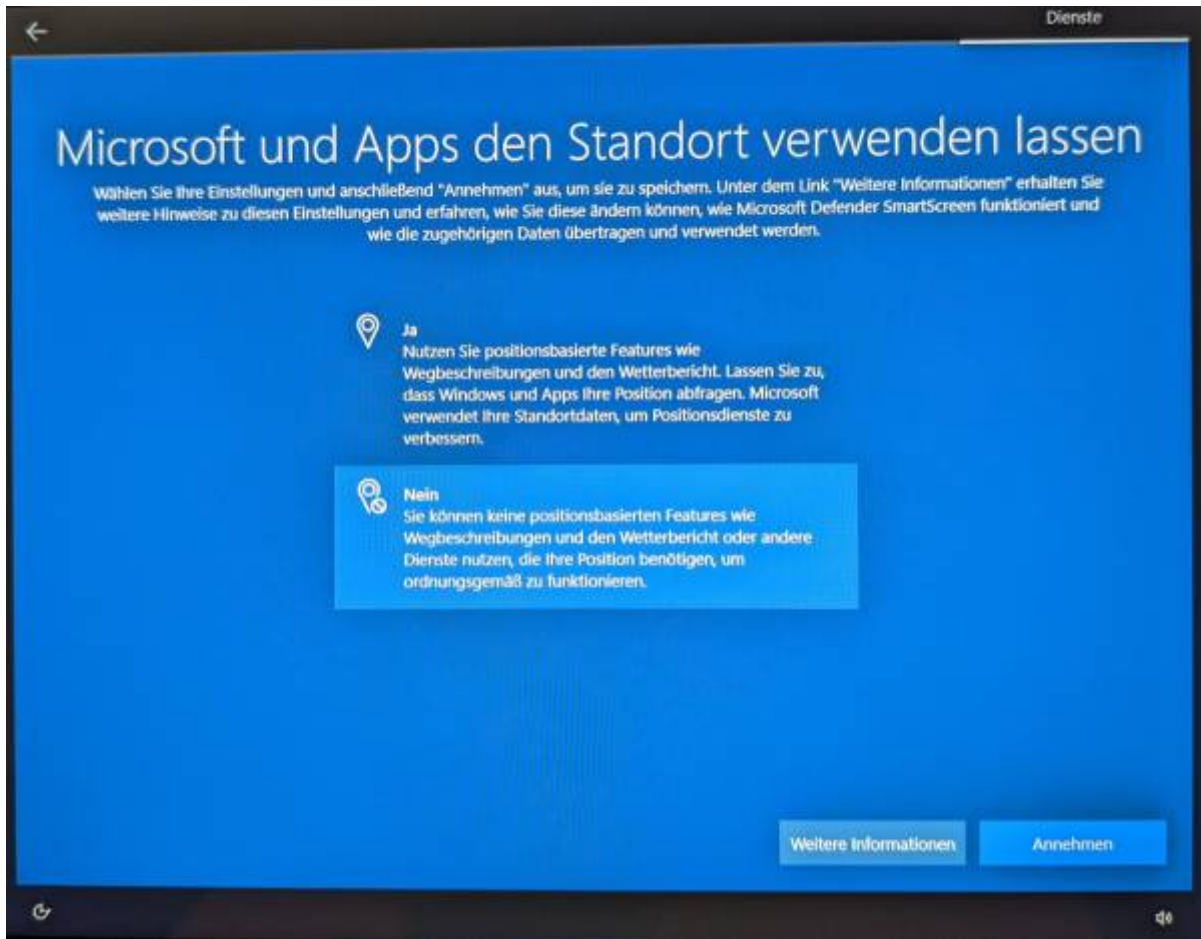 Dienste
Microsoft und Apps den Standort verwenden lassen
Wählen Sie Ihre Einstellungen und anschließend "Annehmen" aus, um sie zu speichern. Unter dem Link "Weitere Informationen" erhalten Sie
weitere Hinweise zu diesen Einstellungen und erfahren, wie Sie diese ändern können, wie Microsoft Defender SmartScreen funktioniert und
wie die zugehörigen Daten übertragen und verwendet werden.
Ja
Nutzen Sie positionsbasierte Features wie
Wegbeschreibungen und den Wetterbericht. Lassen Sie zu,
dass Windows und Apps Ihre Position abfragen. Microsoft
verwendet Ihre Standortdaten, um Positionsdienste zu
verbessern.
Nein
Sie können keine positionsbasierten Features wie
Wegbeschreibungen und den Wetterbericht oder andere
Dienste nutzen, die Ihre Position benötigen, um
ordnungsgemäß zu funktionieren.
Weitere Informationen
Annehmen